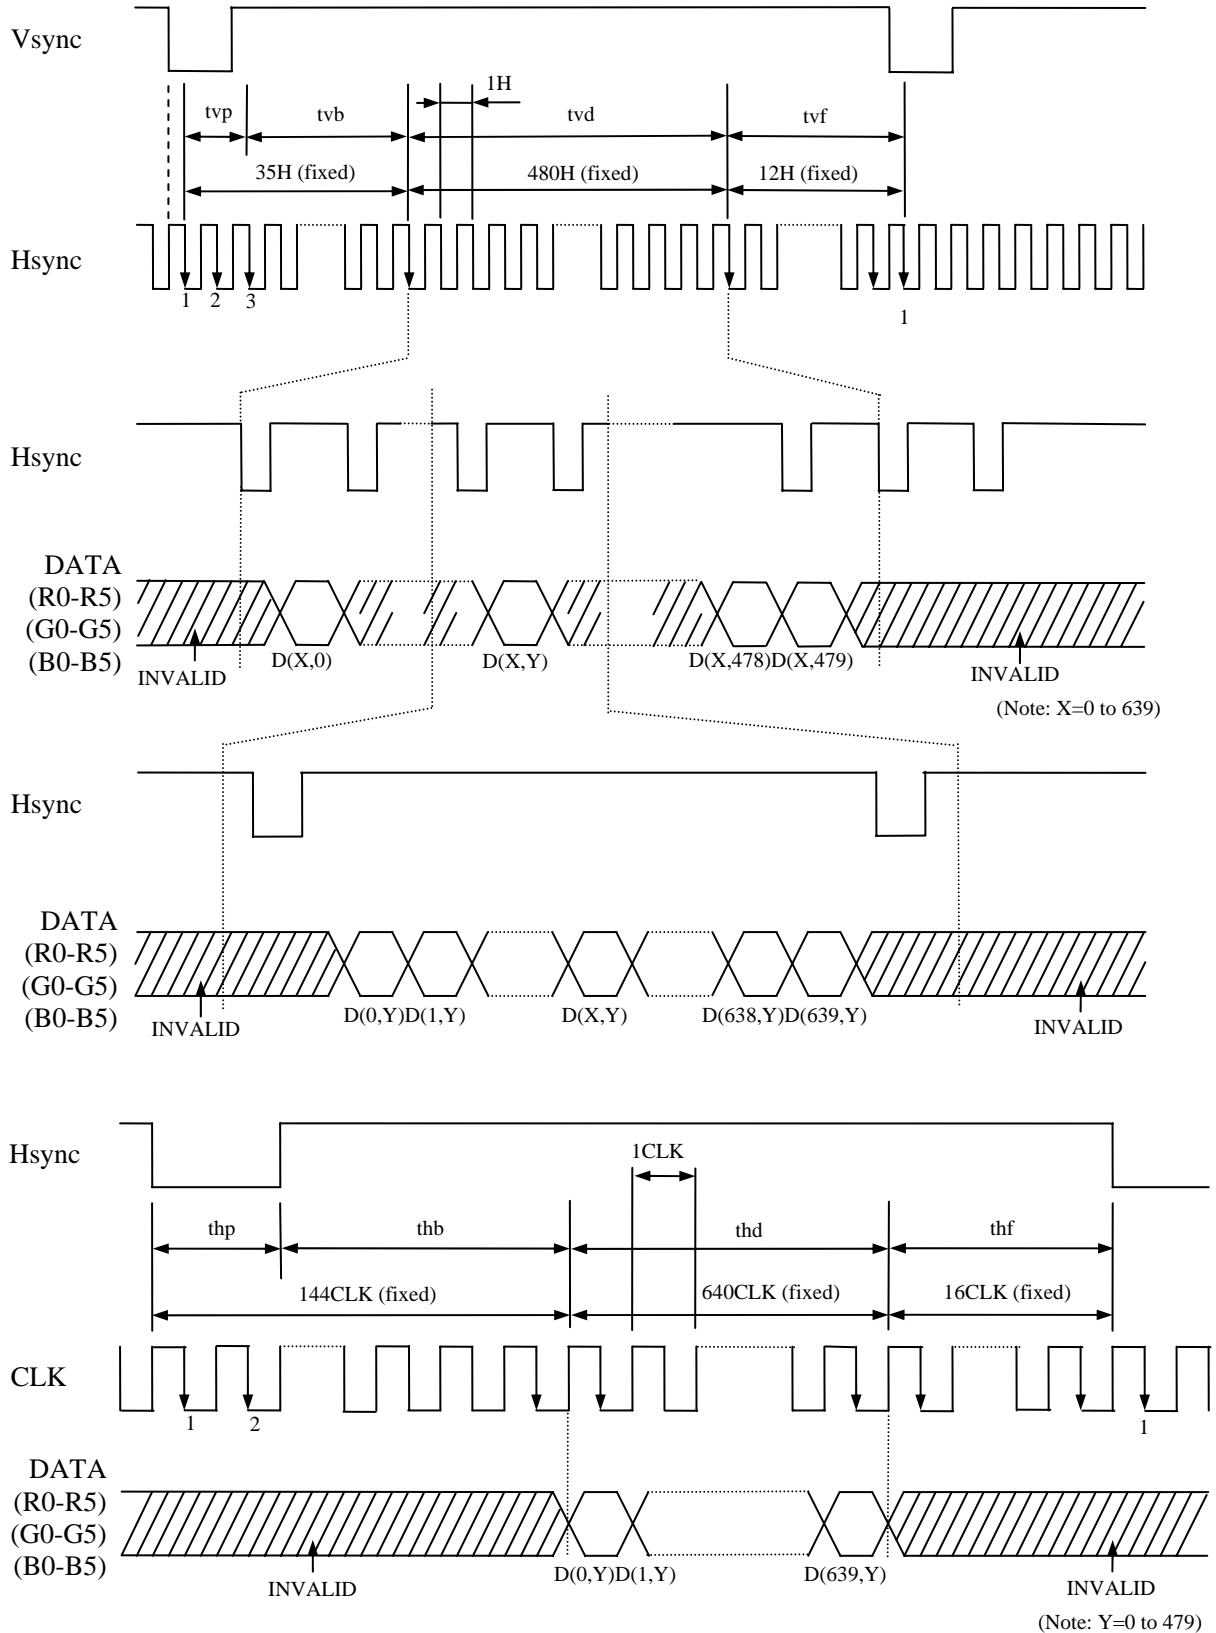 Vsync
1H
tvp
tvb
tvd
tvf
35H (fixed)
480H (fixed)
12H (fixed)
Hsync
1
2
3
1
Hsync
DATA
(R0-R5)
(G0-G5)
(B0-B5)
INVALID
D(X,0)
D(X,Y)
D(X,478)D(X,479)
INVALID
(Note: X=0 to 639)
Hsync
DATA
(R0-R5)
(G0-G5)
(B0-B5)
INVALID
D(0,Y)D(1,Y)
D(X,Y)
D(638,Y)D(639,Y)
INVALID
Hsync
1CLK
thp
thb
thd
thf
144CLK (fixed)
640CLK (fixed)
16CLK (fixed)
CLK
1
2
1
DATA
(R0-R5)
(G0-G5)
(B0-B5)
INVALID
D(0,Y)D(1,Y)
D(639,Y)
INVALID
(Note: Y=0 to 479)